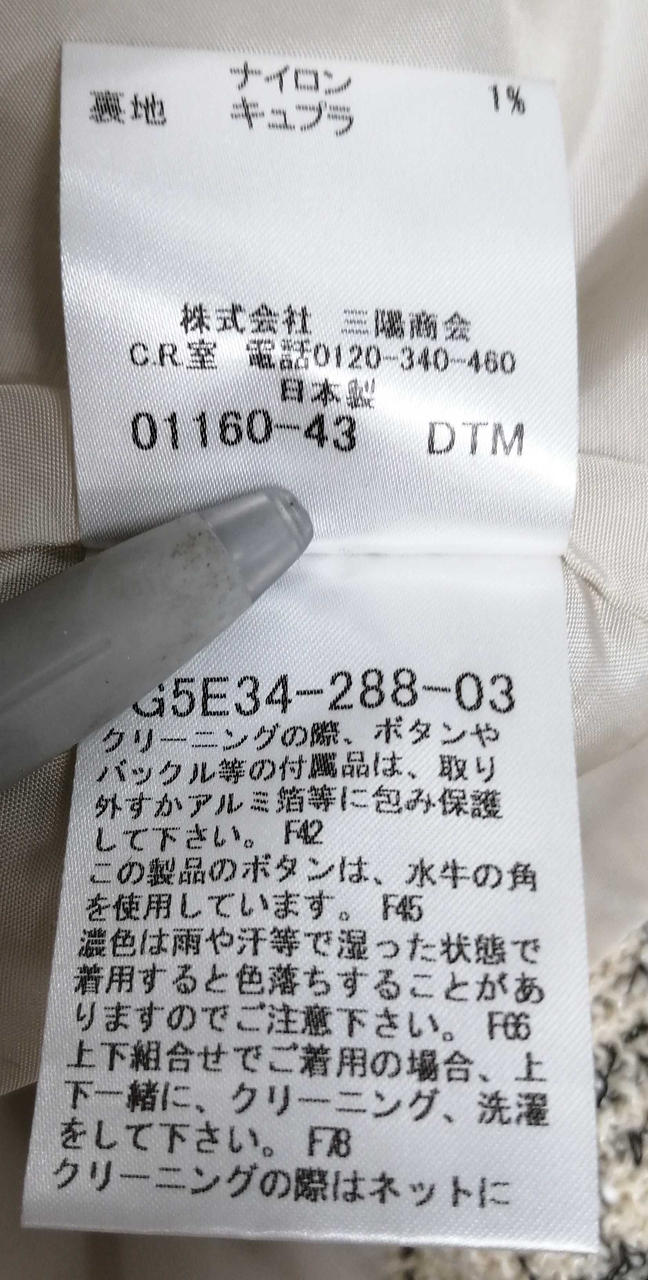 ナイロン 1%
裏地 キュプラ
株式会社 三陽商会
C.R.室 電話0120-340-460
日本製
01160-43 DTM
G5E34-288-03
クリーニングの際、ボタンや
バックル等の付属品は、取り
外すかアルミ箔等に包み保護
して下さい。 F42
この製品のボタンは、水牛の角
を使用しています。 F45
濃色は雨や汗等で湿った状態で
着用すると色落ちすることがあ
りますのでご注意下さい。 F66
上下組合せでご着用の場合、上
下一緒に、クリーニング、洗濯
をして下さい。 F78
クリーニングの際はネットに